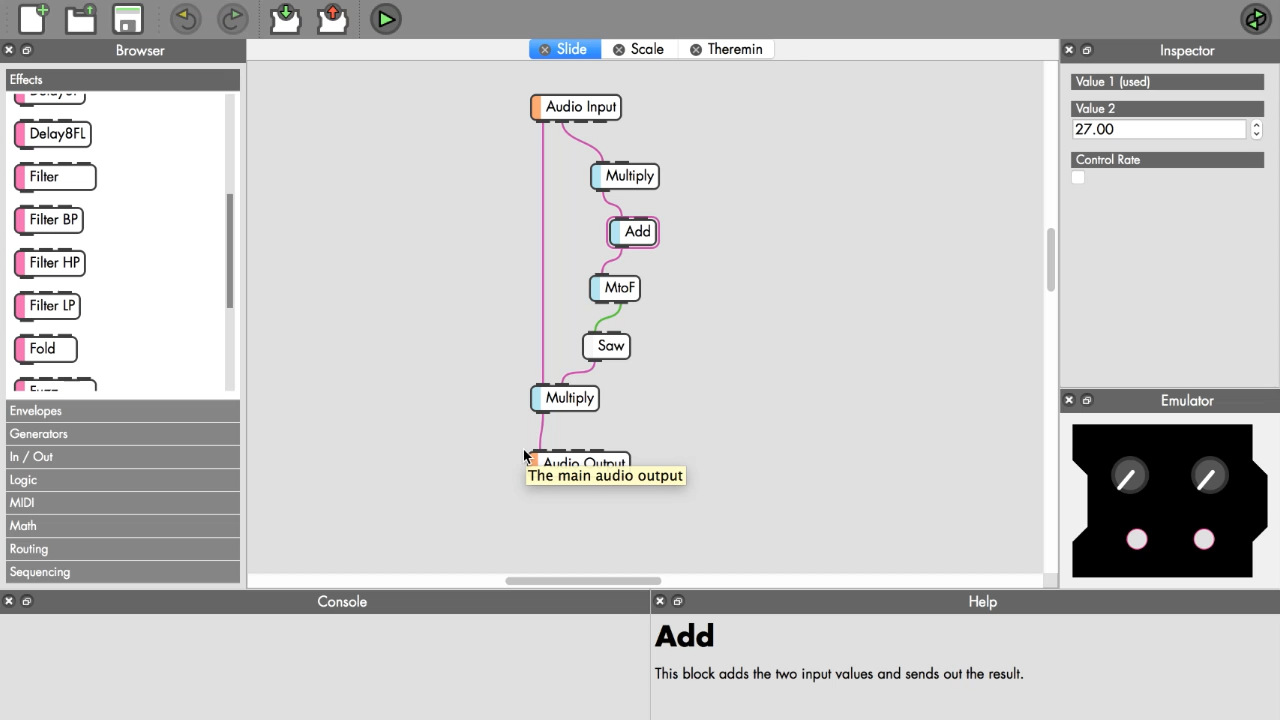 Browser
Slide
Scale
Theremin
Inspector
Effects
Delay8FL
Filter
Filter BP
Filter HP
Filter LP
Fold
Envelopes
Generators
In / Out
Logic
MIDI
Math
Routing
Sequencing
Audio Input
Multiply
Add
MtoF
Saw
Multiply
Audio Output
The main audio output
Value 1 (used)
Value 2
27.00
Control Rate
Emulator
Console
Help
Add
This block adds the two input values and sends out the result.